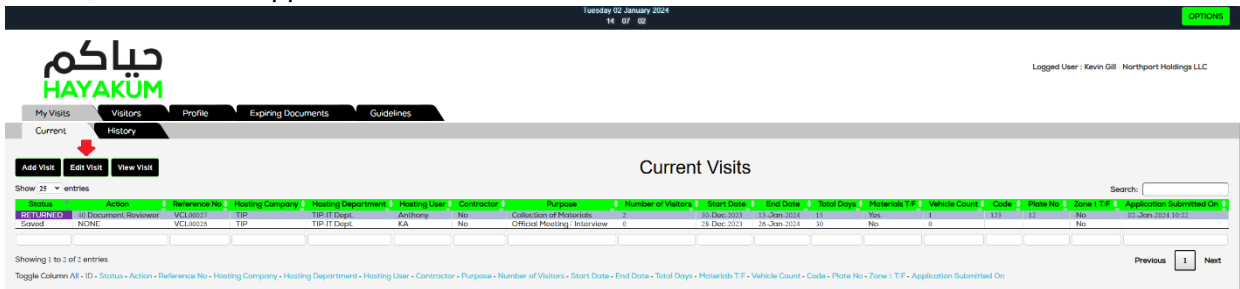 Tuesday 02 January 2024
14 07 02
OPTIONS
حياكم
HAYAKUM
Logged User : Kevin Gill - Northport Holdings LLC
My Visits Visitors Profile Expiring Documents Guidelines
Current History
Add Visit Edit Visit View Visit
Current Visits
Show 25 entries
Search:
Status Action Reference No Hosting Company Hosting Department Hosting User Contractor Purpose Number of Visitors Start Date End Date Total Days Materials T/F Vehicle Count Code Plate No Zone 1 T/F Application Submitted On
RETURNED 40 Document Reviewer VCL00027 TIP TIP-IT Dept. Anthony No Collection of Materials 2 30-Dec-2023 13-Jan-2024 15 Yes 1 123 12 No 02-Jan-2024 10:22
Saved NONE VCL00026 TIP TIP-IT Dept. KA No Official Meeting / Interview 0 28-Dec-2023 26-Jan-2024 30 No 0 No
Showing 1 to 2 of 2 entries
Previous 1 Next
Toggle Column All - ID - Status - Action - Reference No - Hosting Company - Hosting Department - Hosting User - Contractor - Purpose - Number of Visitors - Start Date - End Date - Total Days - Materials T:F - Vehicle Count - Code - Plate No - Zone 1 T:F - Application Submitted On